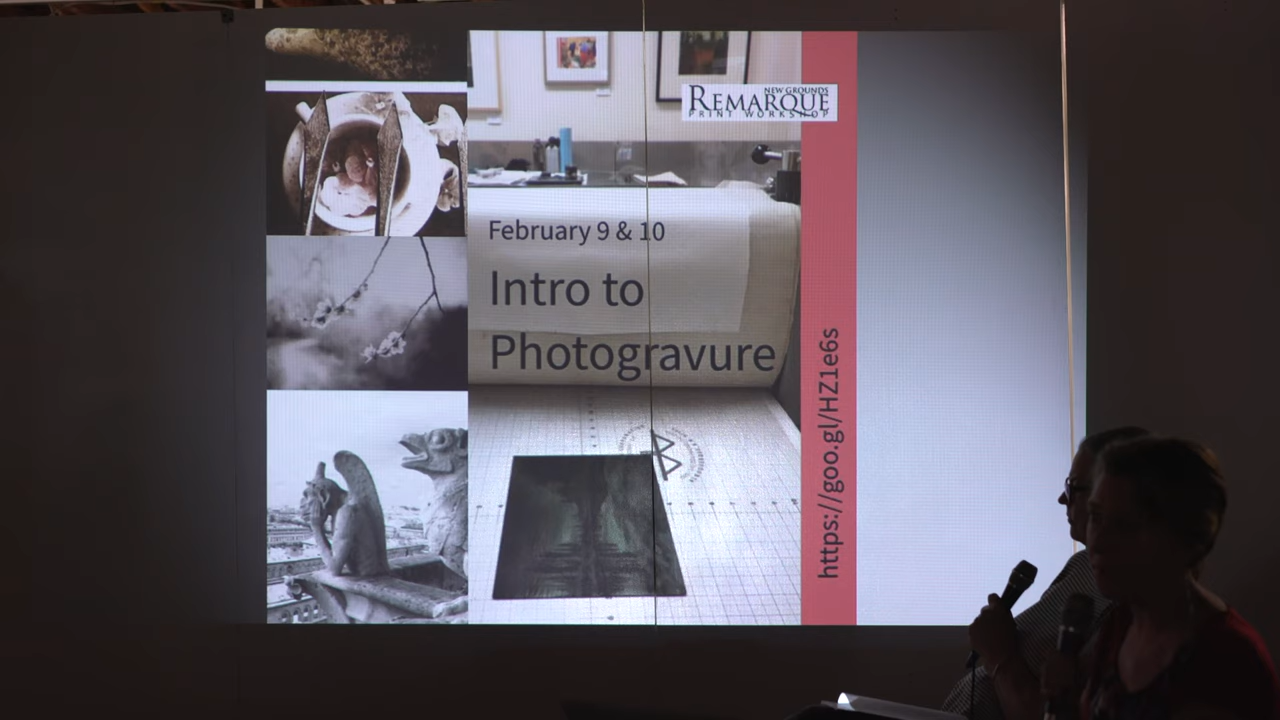 NEW GROUNDS
REMARQUE
PRINT WORKSHOP
February 9 & 10
Intro to
Photogravure
https://goo.gl/HZ1e6s